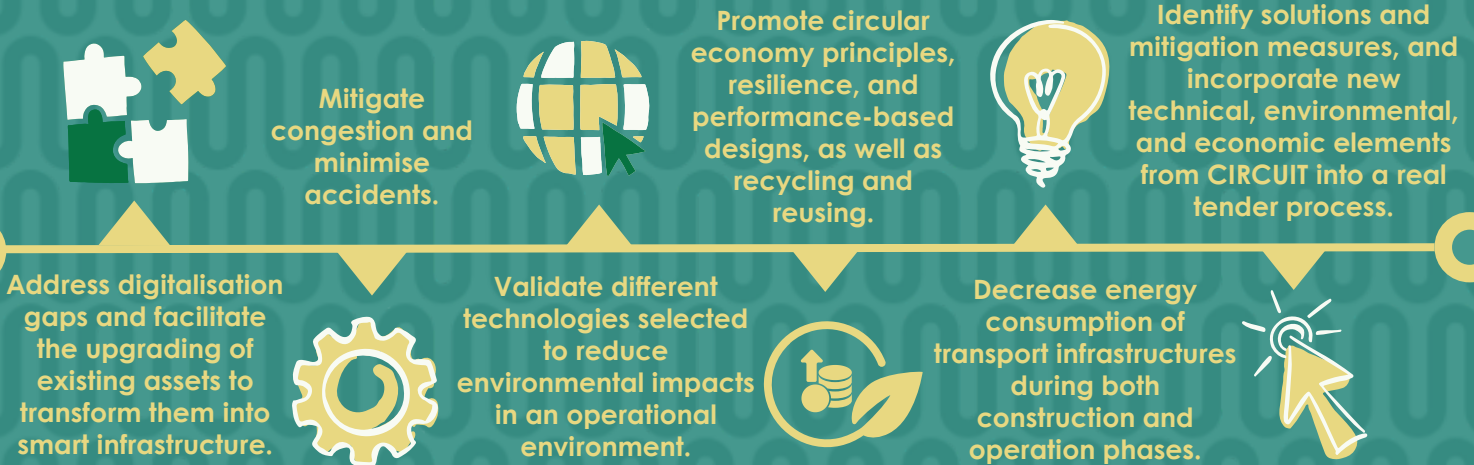 Address digitalisation
gaps and facilitate
the upgrading of
existing assets to
transform them into
smart infrastructure.
Mitigate
congestion and
minimise
accidents.
Validate different
technologies selected
to reduce
environmental impacts
in an operational
environment.
Promote circular
economy principles,
resilience, and
performance-based
designs, as well as
recycling and
reusing.
Decrease energy
consumption of
transport infrastructures
during both
construction and
operation phases.
Identify solutions and
mitigation measures, and
incorporate new
technical, environmental,
and economic elements
from CIRCUIT into a real
tender process.